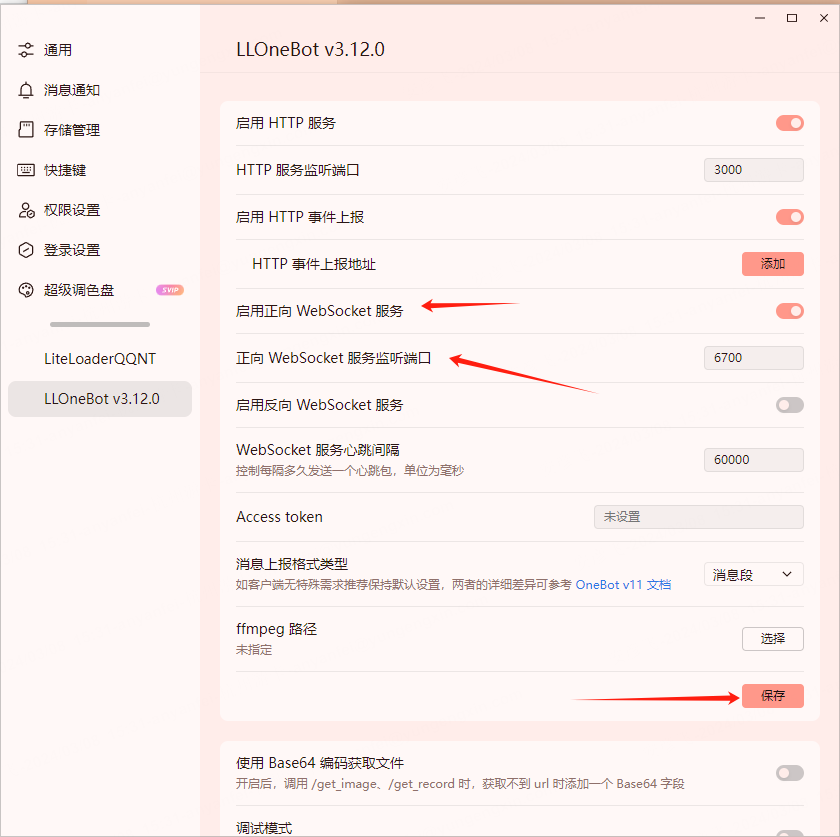 通用
消息通知
存储管理
快捷键
权限设置
登录设置
超级调色盘 SVIP
LiteLoaderQQNT
LLOneBot v3.12.0
LLOneBot v3.12.0
启用 HTTP 服务
HTTP 服务监听端口 3000
启用 HTTP 事件上报
HTTP 事件上报地址 添加
启用正向 WebSocket 服务
正向 WebSocket 服务监听端口 6700
启用反向 WebSocket 服务
WebSocket 服务心跳间隔 60000
控制每隔多久发送一个心跳包，单位为毫秒
Access token 未设置
消息上报格式类型 消息段
如客户端无特殊需求推荐保持默认设置，两者的详细差异可参考 OneBot v11 文档
ffmpeg 路径 选择
未指定
保存
使用 Base64 编码获取文件
开启后，调用 /get_image、/get_record 时，获取不到 url 时添加一个 Base64 字段
调试模式